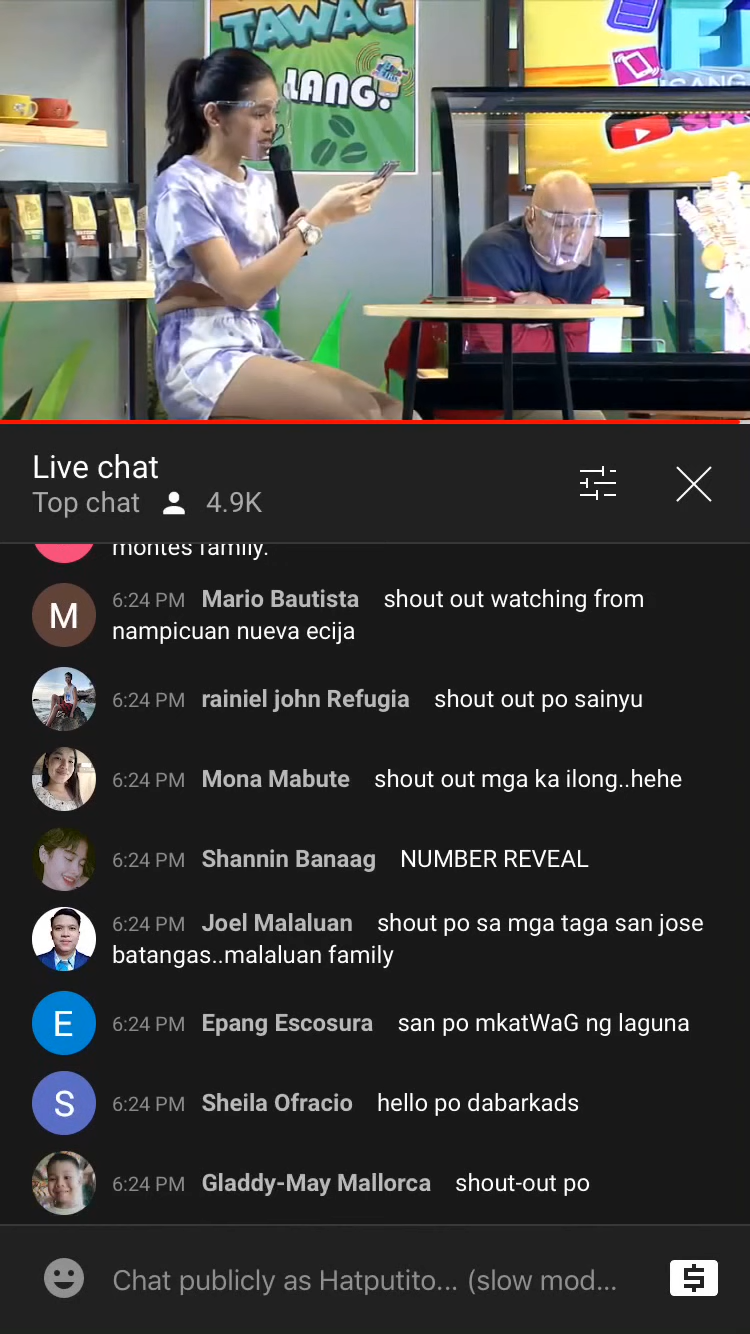 TAWAG
LANG!
Live chat
Top chat 4.9K
montes family.
6:24 PM Mario Bautista shout out watching from
nampicuan nueva ecija
6:24 PM rainiel john Refugia shout out po sainyu
6:24 PM Mona Mabute shout out mga ka ilong..hehe
6:24 PM Shannin Banaag NUMBER REVEAL
6:24 PM Joel Malaluan shout po sa mga taga san jose
batangas..malaluan family
6:24 PM Epang Escosura san po mkatWaG ng laguna
6:24 PM Sheila Ofracio hello po dabarkads
6:24 PM Gladdy-May Mallorca shout-out po
Chat publicly as Hatputito... (slow mod...